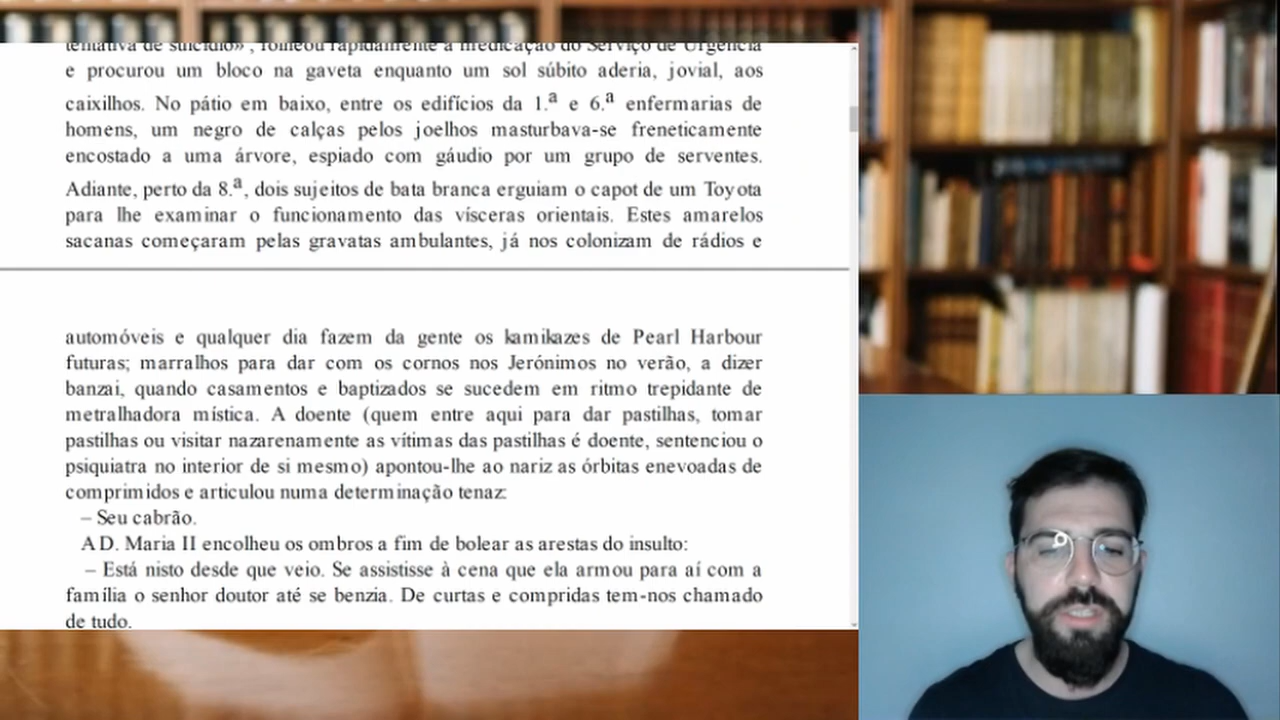 tentativa de suicídio» , folheou rapidamente a medicação do Serviço de Urgência
e procurou um bloco na gaveta enquanto um sol súbito aderia, jovial, aos
caixilhos. No pátio em baixo, entre os edifícios da 1.ª e 6.ª enfermarias de
homens, um negro de calças pelos joelhos masturbava-se freneticamente
encostado a uma árvore, espiado com gáudio por um grupo de serventes.
Adiante, perto da 8.ª, dois sujeitos de bata branca erguiam o capot de um Toyota
para lhe examinar o funcionamento das vísceras orientais. Estes amarelos
sacanas começaram pelas gravatas ambulantes, já nos colonizam de rádios e
automóveis e qualquer dia fazem da gente os kamikazes de Pearl Harbour
futuras; marralhos para dar com os cornos nos Jerónimos no verão, a dizer
banzai, quando casamentos e baptizados se sucedem em ritmo trepidante de
metralhadora mística. A doente (quem entre aqui para dar pastilhas, tomar
pastilhas ou visitar nazarenamente as vítimas das pastilhas é doente, sentenciou o
psiquiatra no interior de si mesmo) apontou-lhe ao nariz as órbitas enevoadas de
comprimidos e articulou numa determinação tenaz:
– Seu cabrão.
A D. Maria II encolheu os ombros a fim de bolear as arestas do insulto:
– Está nisto desde que veio. Se assistisse à cena que ela armou para aí com a
família o senhor doutor até se benzia. De curtas e compridas tem-nos chamado
de tudo.